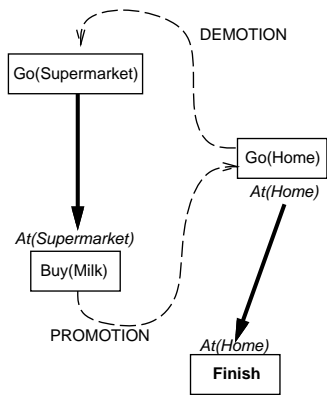 DEMOTION
Go(Supermarket)
Go(Home)
At(Home)
At(Supermarket)
Buy(Milk)
PROMOTION
At(Home)
Finish